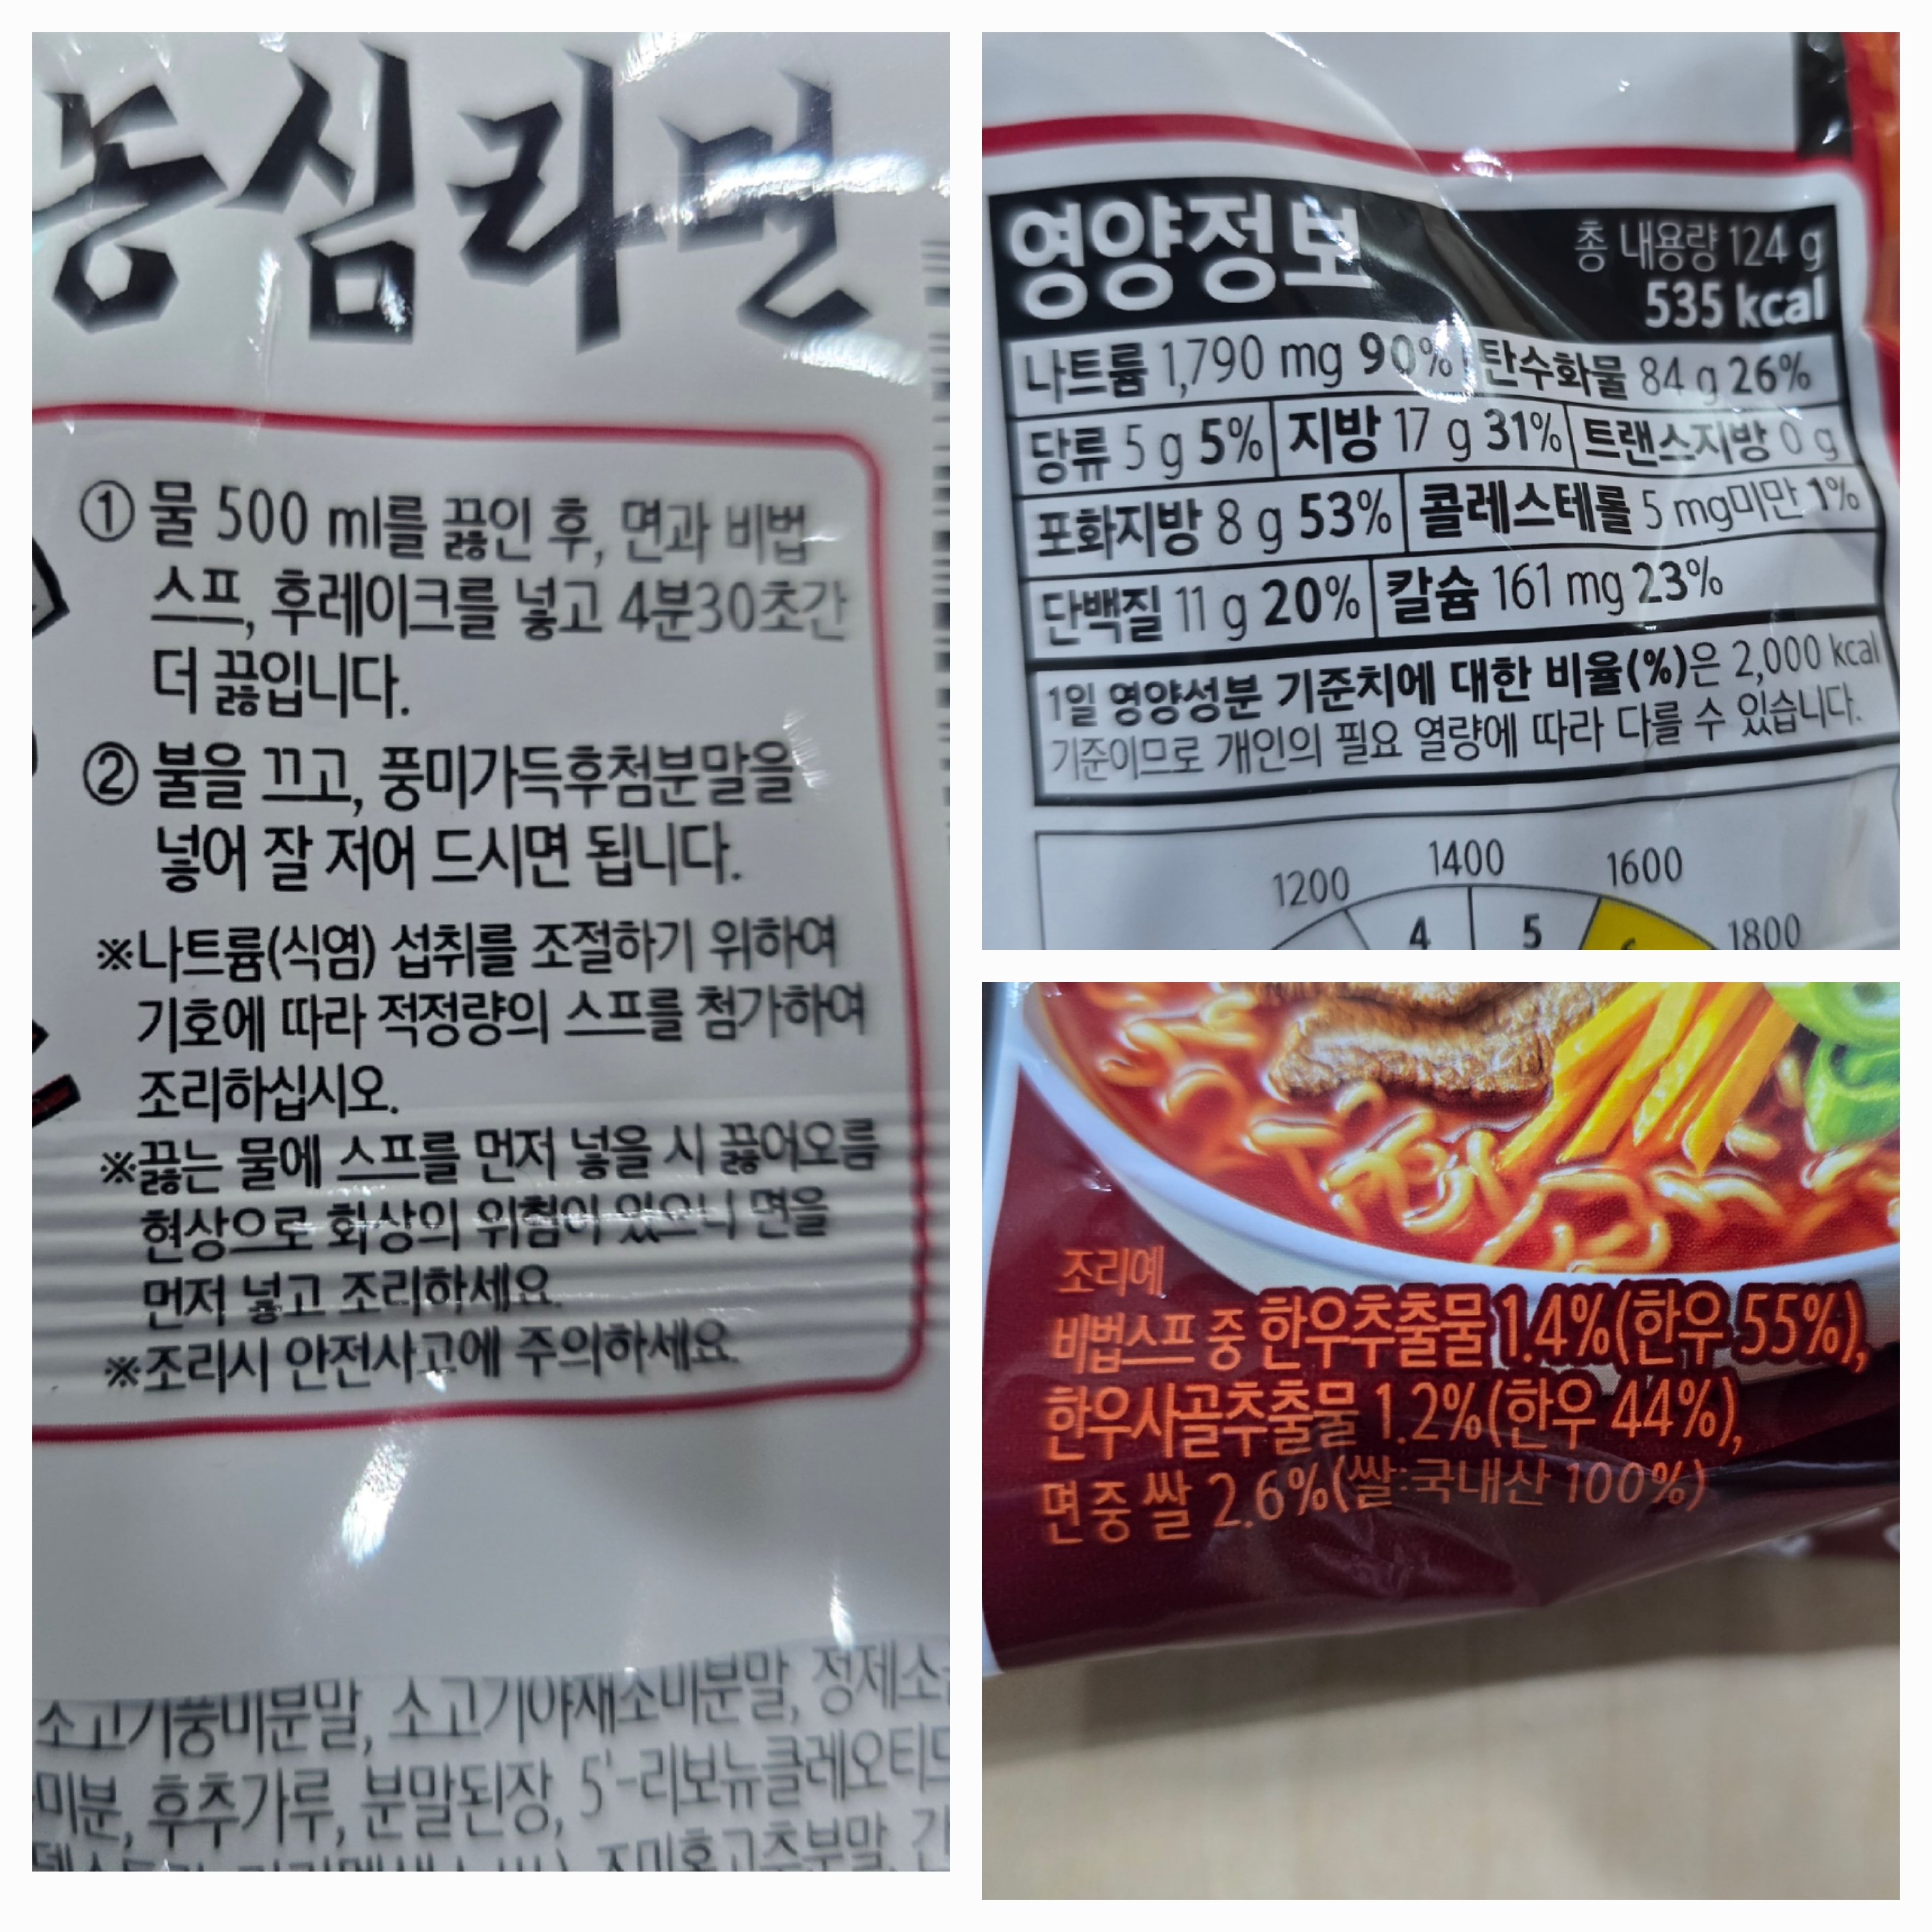 농심라면
① 물 500 ml를 끓인 후, 면과 비법
스프, 후레이크를 넣고 4분30초간
더 끓입니다.
② 불을 끄고, 풍미가득후첨분말을
넣어 잘 저어 드시면 됩니다.
※나트륨(식염) 섭취를 조절하기 위하여
기호에 따라 적정량의 스프를 첨가하여
조리하십시오.
※끓는 물에 스프를 먼저 넣을 시 끓어오름
현상으로 화상의 위험이 있으니 면을
먼저 넣고 조리하세요.
※조리시 안전사고에 주의하세요.
소고기풍미분말, 소고기야채조미분말, 정제소
미분, 후추가루, 분말된장, 5'-리보뉴클레오티드
조미홍고추분말,
영양정보
총 내용량 124 g
535 kcal
나트륨 1,790 mg 90% 탄수화물 84 g 26%
당류 5 g 5% 지방 17 g 31% 트랜스지방 0 g
포화지방 8 g 53% 콜레스테롤 5 mg미만 1%
단백질 11 g 20% 칼슘 161 mg 23%
1일 영양성분 기준치에 대한 비율(%)은 2,000 kcal
기준이므로 개인의 필요 열량에 따라 다를 수 있습니다.
1200 1400 1600 1800
4 5
조리예
비법스프 중 한우추출물 1.4%(한우 55%),
한우사골추출물 1.2%(한우 44%),
면 중 쌀 2.6%(쌀:국내산 100%)